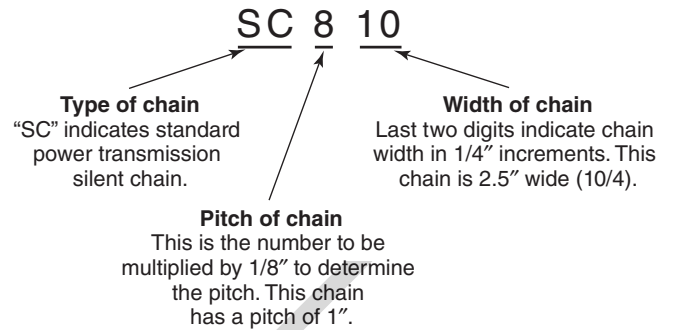 SC 8 10
Type of chain
“SC” indicates standard
power transmission
silent chain.
Width of chain
Last two digits indicate chain
width in 1/4″ increments. This
chain is 2.5″ wide (10/4).
Pitch of chain
This is the number to be
multiplied by 1/8″ to determine
the pitch. This chain
has a pitch of 1″.